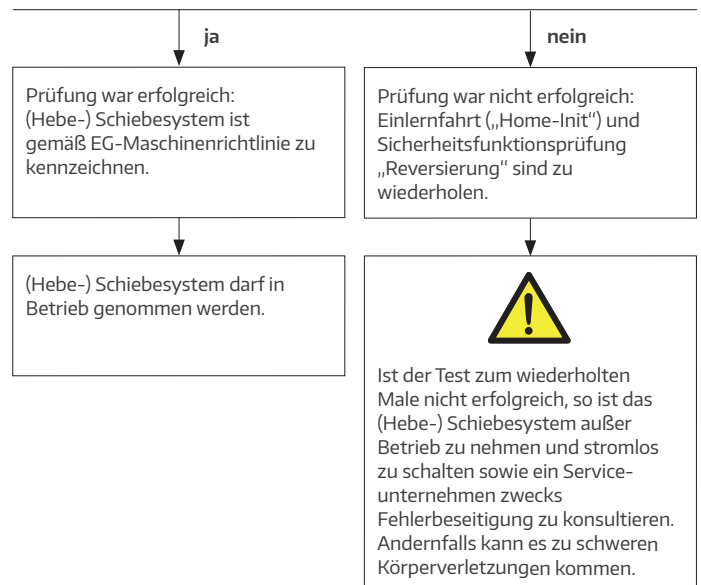 ja
Prüfung war erfolgreich:
(Hebe-) Schiebesystem ist
gemäß EG-Maschinenrichtlinie zu
kennzeichnen.
(Hebe-) Schiebesystem darf in
Betrieb genommen werden.
nein
Prüfung war nicht erfolgreich:
Einlernfahrt („Home-Init“) und
Sicherheitsfunktionsprüfung
„Reversierung“ sind zu
wiederholen.
Ist der Test zum wiederholten
Male nicht erfolgreich, so ist das
(Hebe-) Schiebesystem außer
Betrieb zu nehmen und stromlos
zu schalten sowie ein Service-
unternehmen zwecks
Fehlerbeseitigung zu konsultieren.
Andernfalls kann es zu schweren
Körperverletzungen kommen.